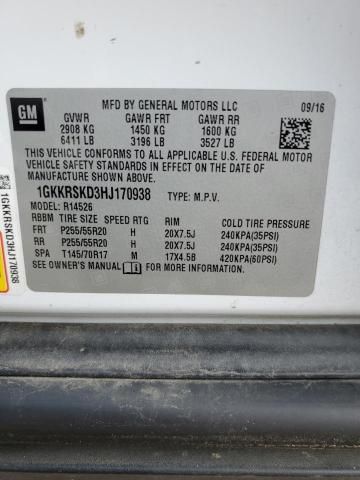 GM
MFD BY GENERAL MOTORS LLC
09/16
GVWR GAWR FRT GAWR RR
2908 KG 1450 KG 1600 KG
6411 LB 3196 LB 3527 LB
THIS VEHICLE CONFORMS TO ALL APPLICABLE U.S. FEDERAL MOTOR
VEHICLE SAFETY STANDARDS IN EFFECT ON THE DATE OF
MANUFACTURE SHOWN ABOVE.
1GKKRSKD3HJ170938 TYPE: M.P.V.
MODEL: R14526
RBBM TIRE SIZE SPEED RTG RIM COLD TIRE PRESSURE
FRT P255/55R20 H 20X7.5J 240KPA(35PSI)
RR P255/55R20 H 20X7.5J 240KPA(35PSI)
SPA T145/70R17 M 17X4.5B 420KPA(60PSI)
SEE OWNER'S MANUAL FOR MORE INFORMATION.
1GKKRSKD3HJ170938